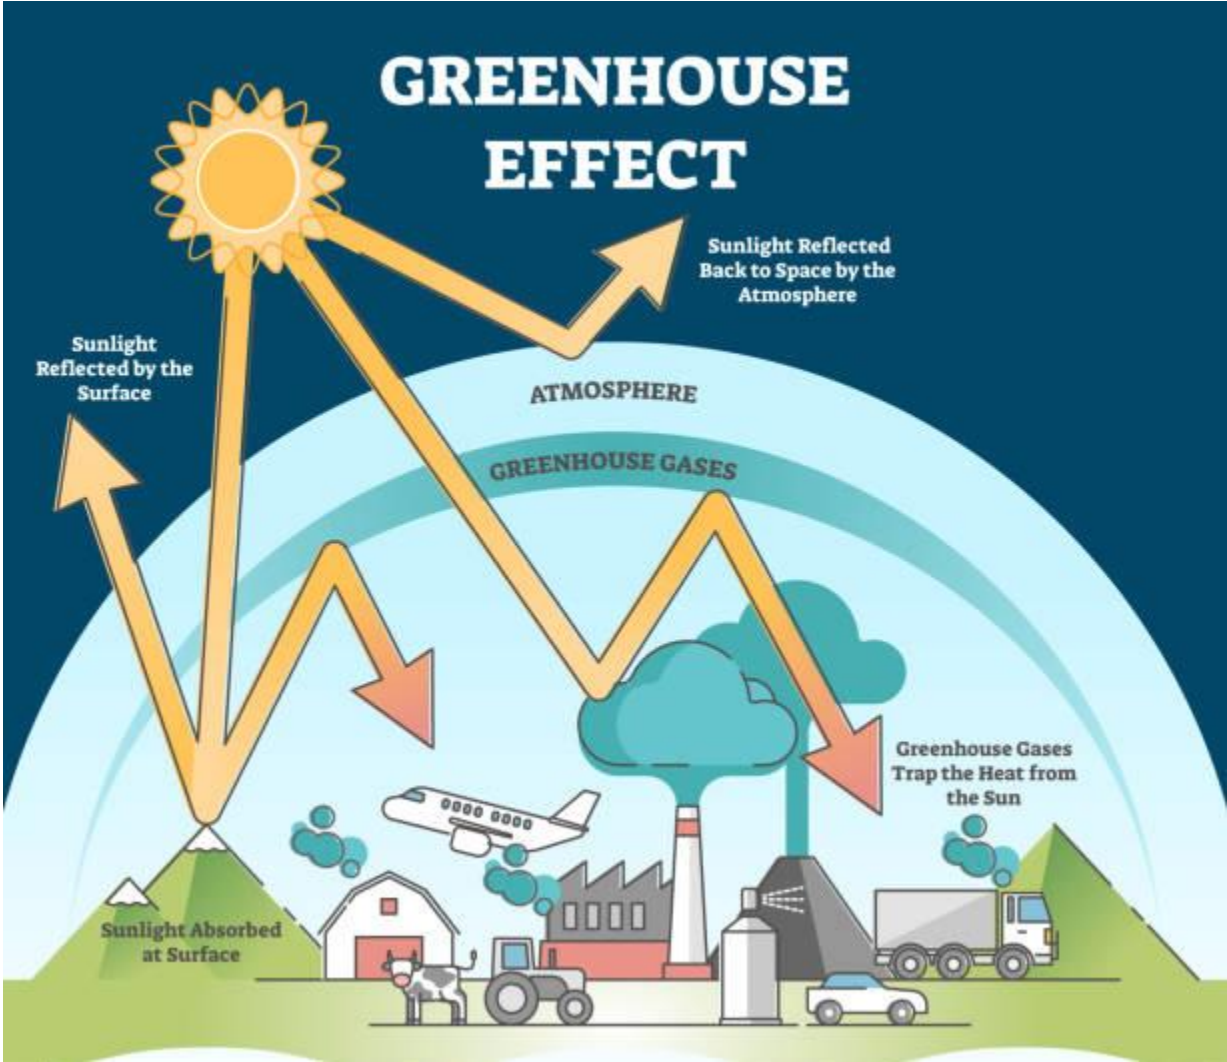 GREENHOUSE
EFFECT
Sunlight Reflected
Back to Space by the
Atmosphere
Sunlight
Reflected by the
Surface
ATMOSPHERE
GREENHOUSE GASES
Greenhouse Gases
Trap the Heat from
the Sun
Sunlight Absorbed
at Surface